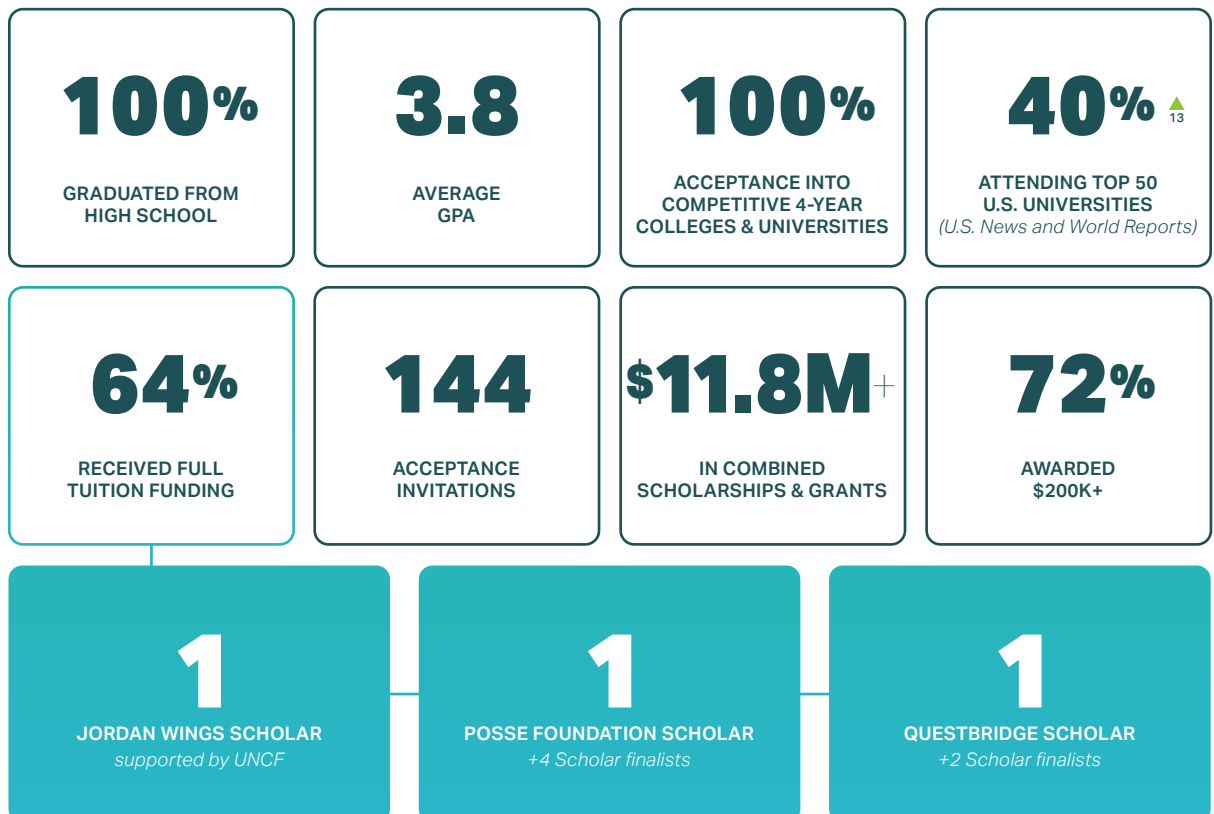 100%
GRADUATED FROM
HIGH SCHOOL
3.8
AVERAGE
GPA
100%
ACCEPTANCE INTO
COMPETITIVE 4-YEAR
COLLEGES & UNIVERSITIES
40%
13
ATTENDING TOP 50
U.S. UNIVERSITIES
(U.S. News and World Reports)
64%
RECEIVED FULL
TUITION FUNDING
144
ACCEPTANCE
INVITATIONS
$11.8M+
IN COMBINED
SCHOLARSHIPS & GRANTS
72%
AWARDED
$200K+
1
JORDAN WINGS SCHOLAR
supported by UNCF
1
POSSE FOUNDATION SCHOLAR
+4 Scholar finalists
1
QUESTBRIDGE SCHOLAR
+2 Scholar finalists